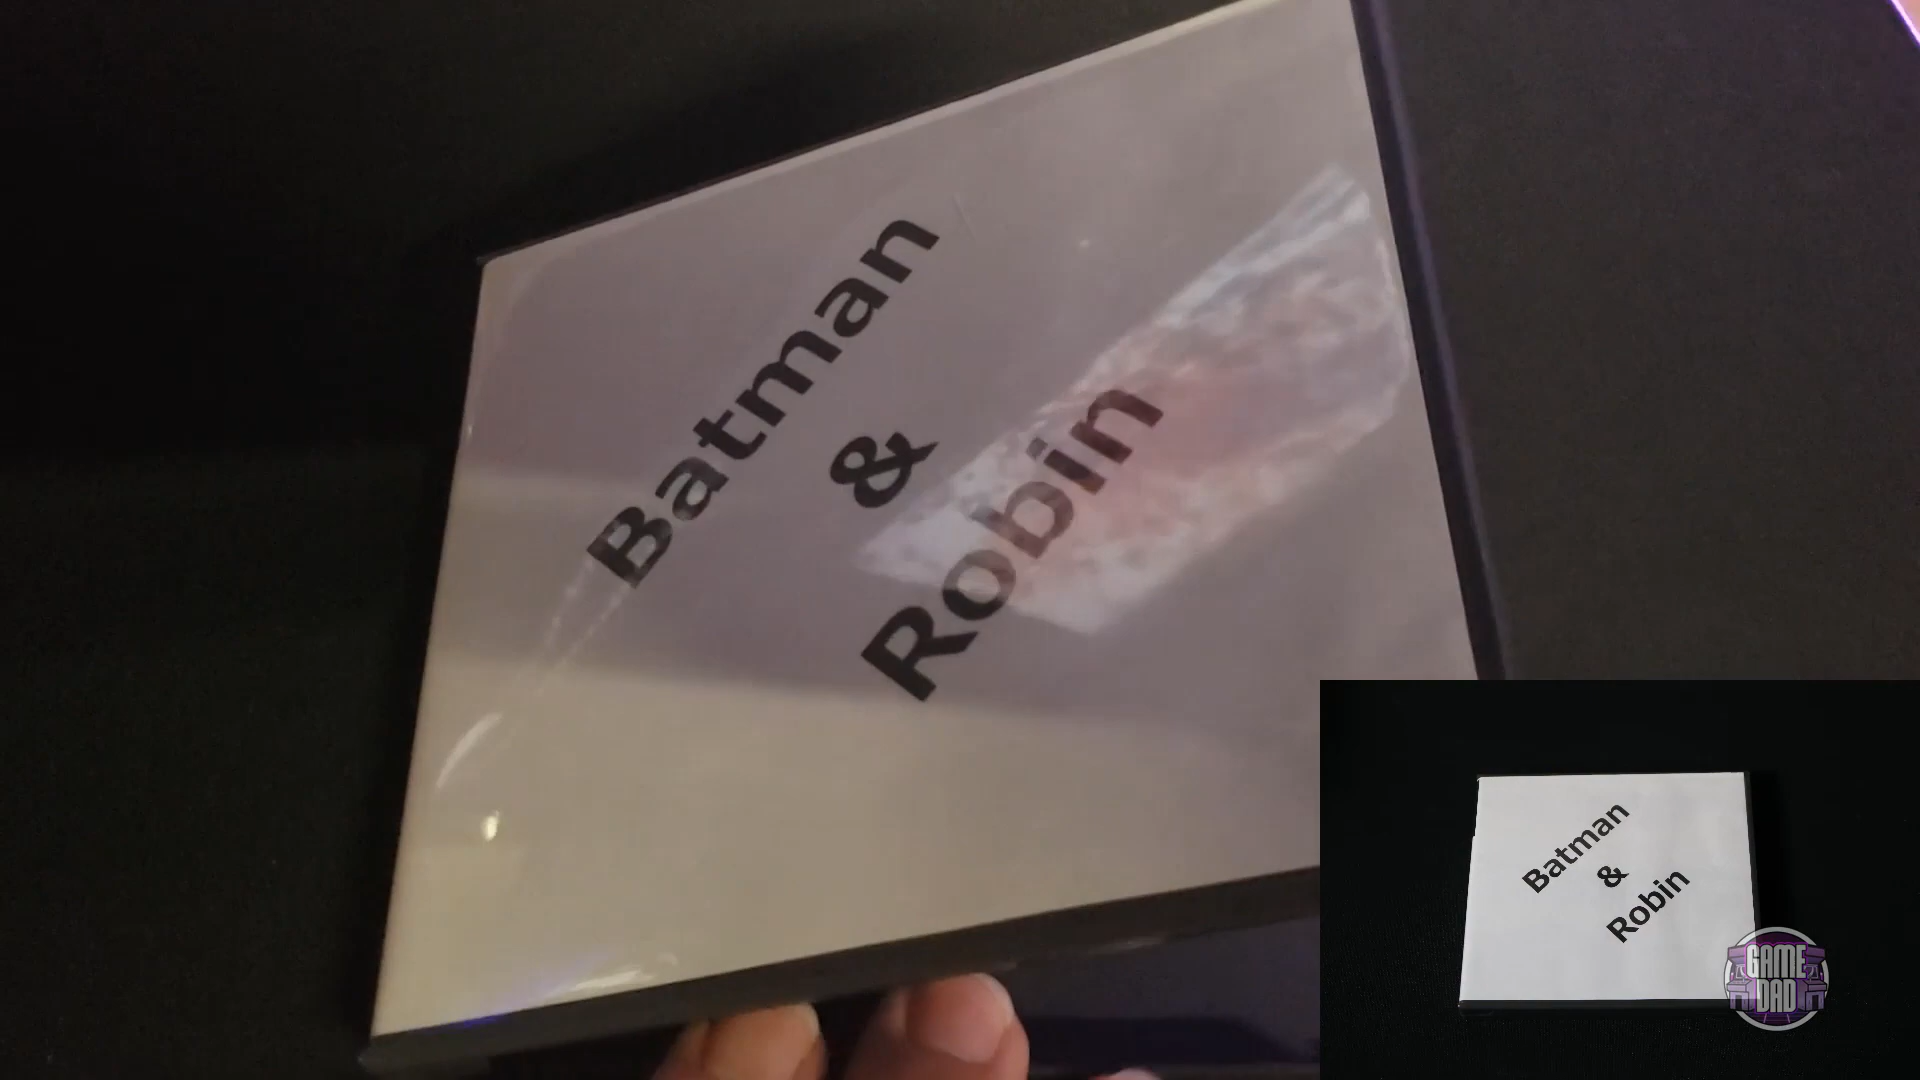 Batman
&
Robin
Batman
&
Robin
GAME
DAD